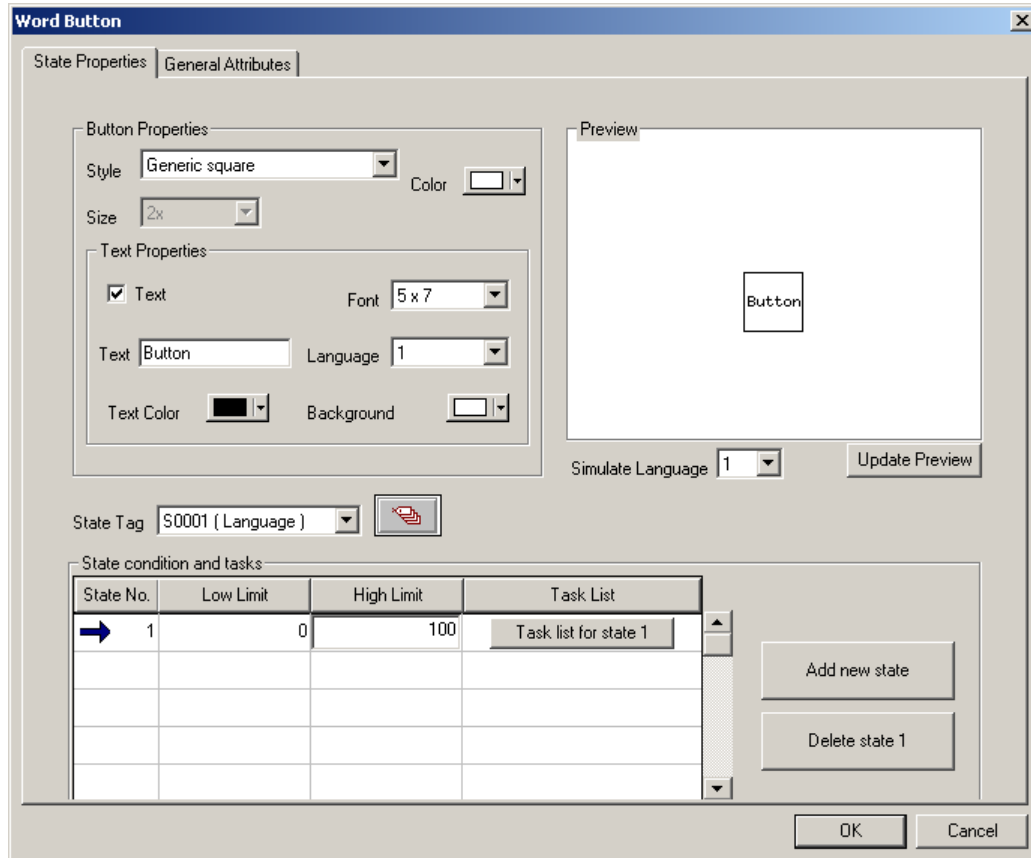 Word Button
State Properties General Attributes
Button Properties
Style Generic square
Color
Size 2x
Text Properties
Text
Font 5 x 7
Text Button
Language 1
Text Color
Background
Preview
Button
Simulate Language 1
Update Preview
State Tag S0001 ( Language )
State condition and tasks
State No. Low Limit High Limit Task List
1 0 100 Task list for state 1
Add new state
Delete state 1
OK Cancel